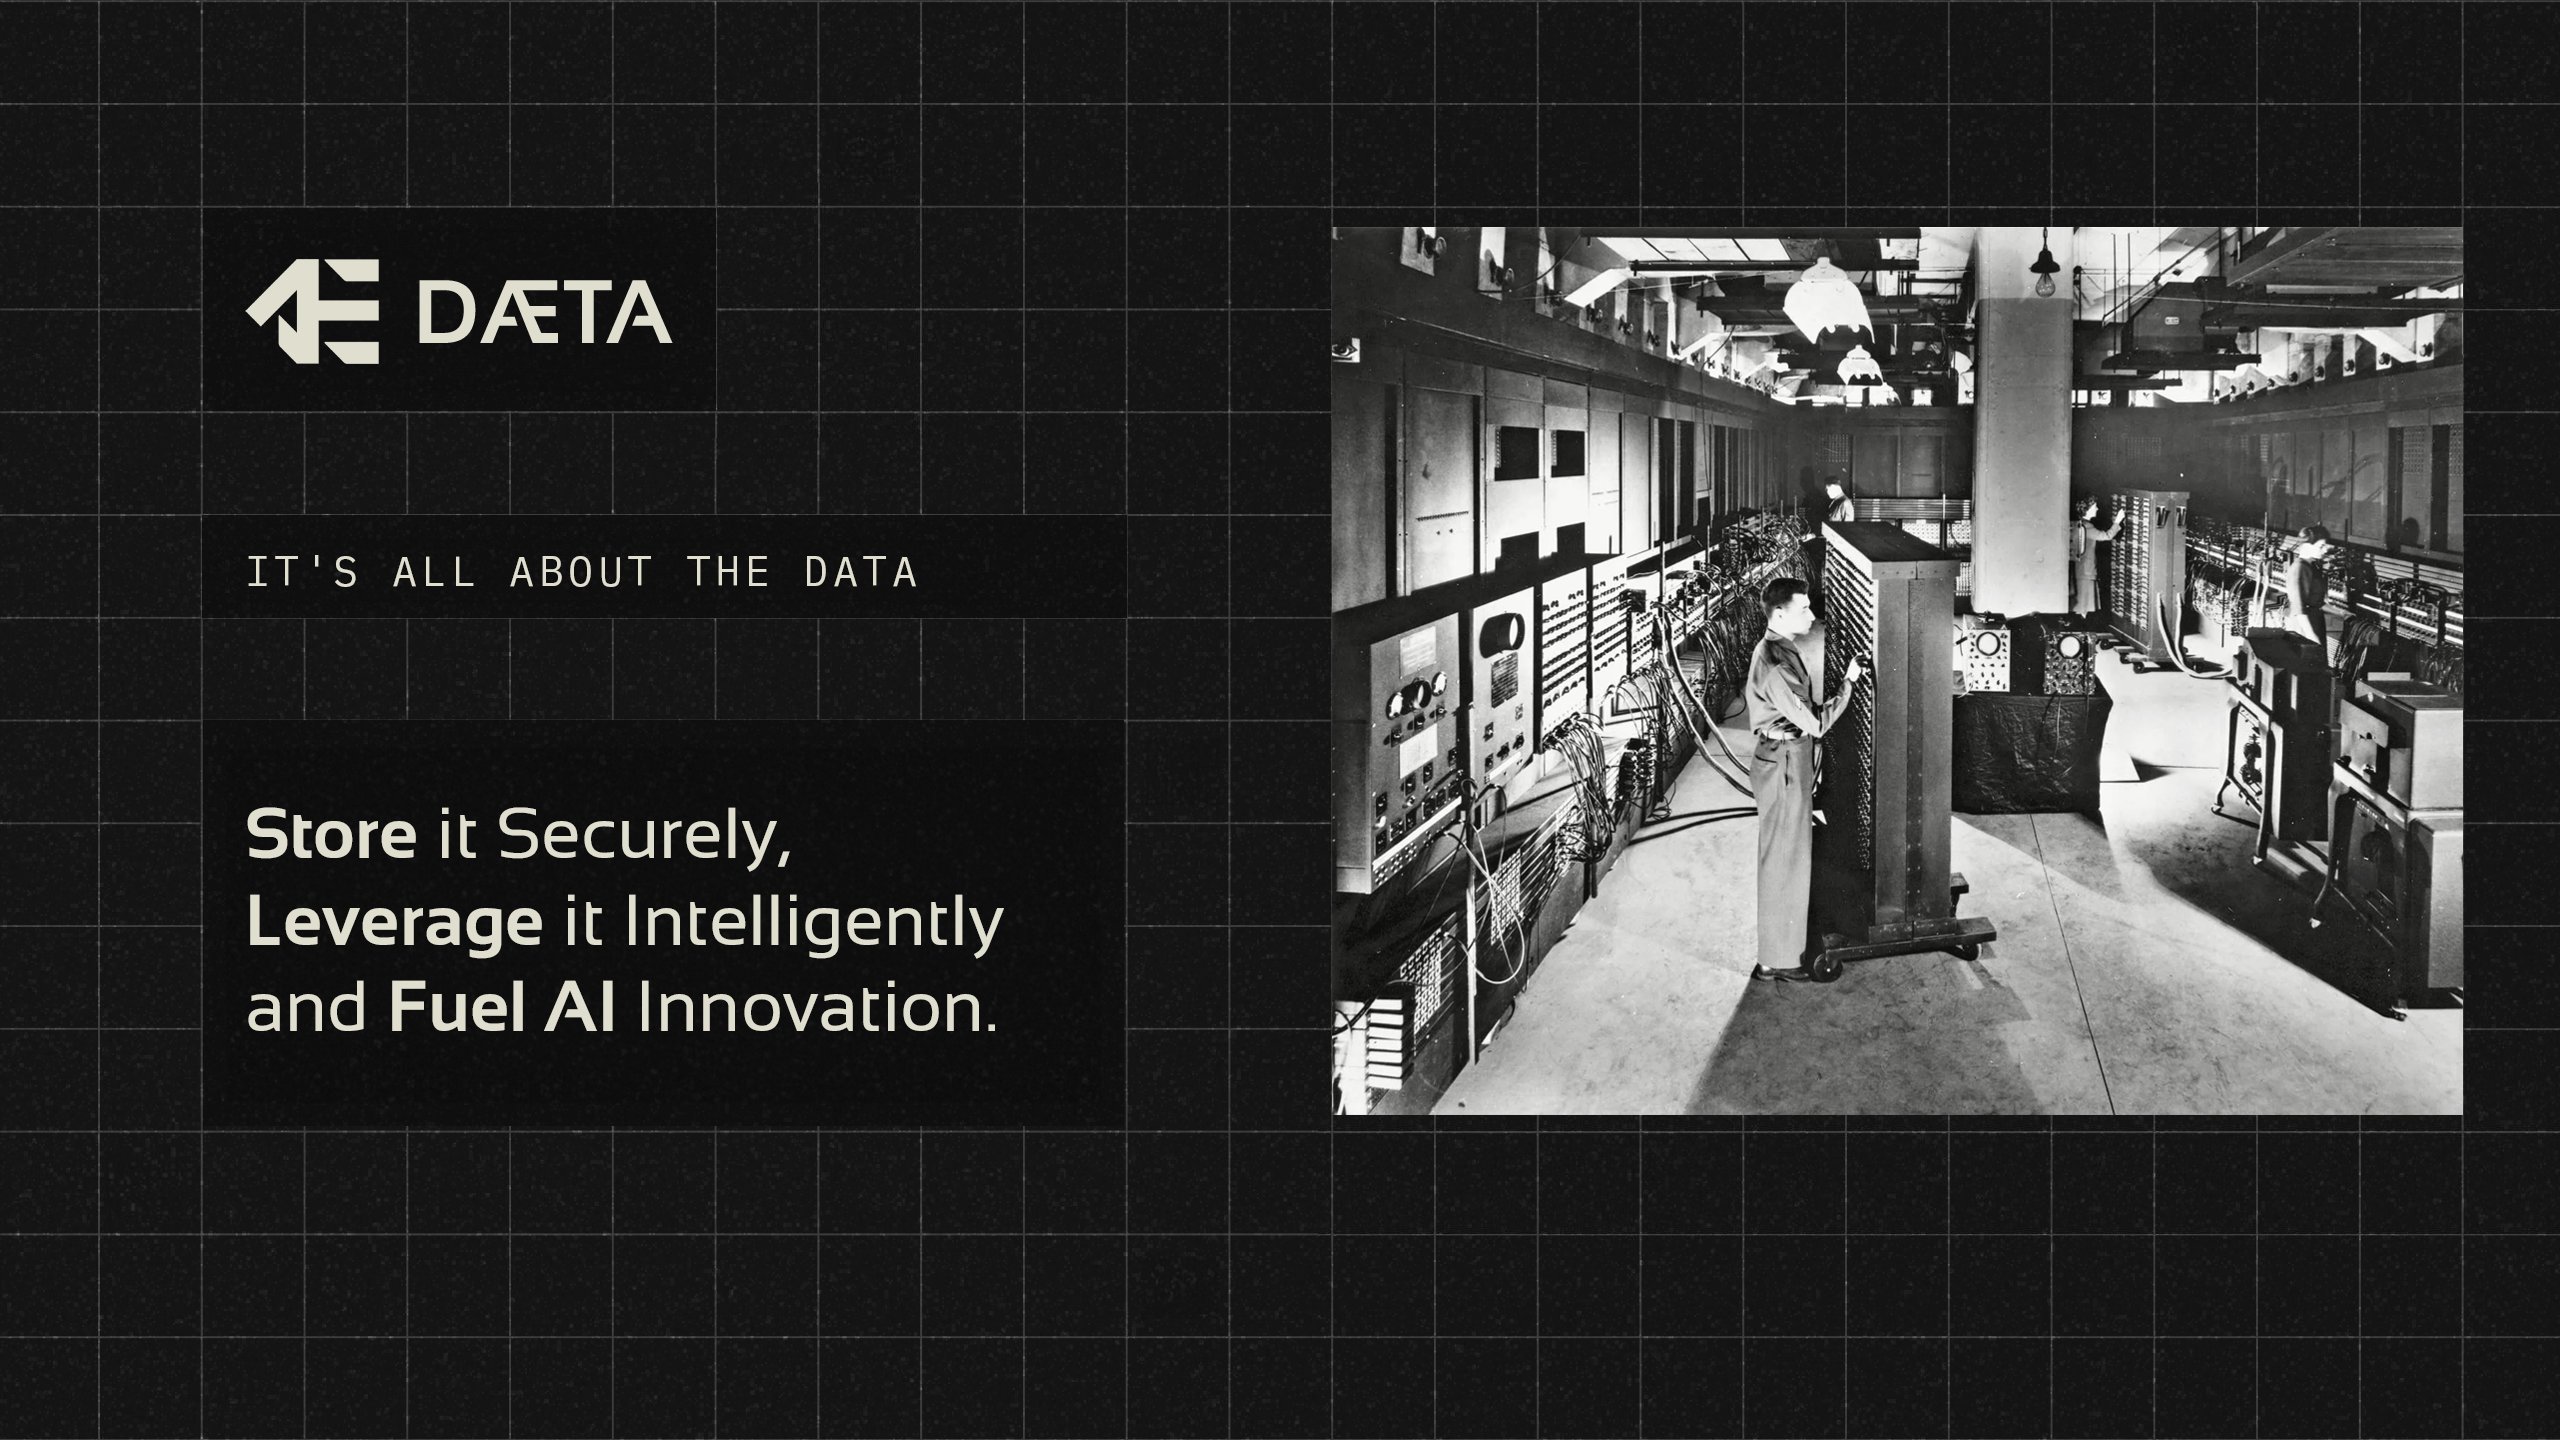 DÆTA
IT'S ALL ABOUT THE DATA
Store it Securely,
Leverage it Intelligently
and Fuel AI Innovation.